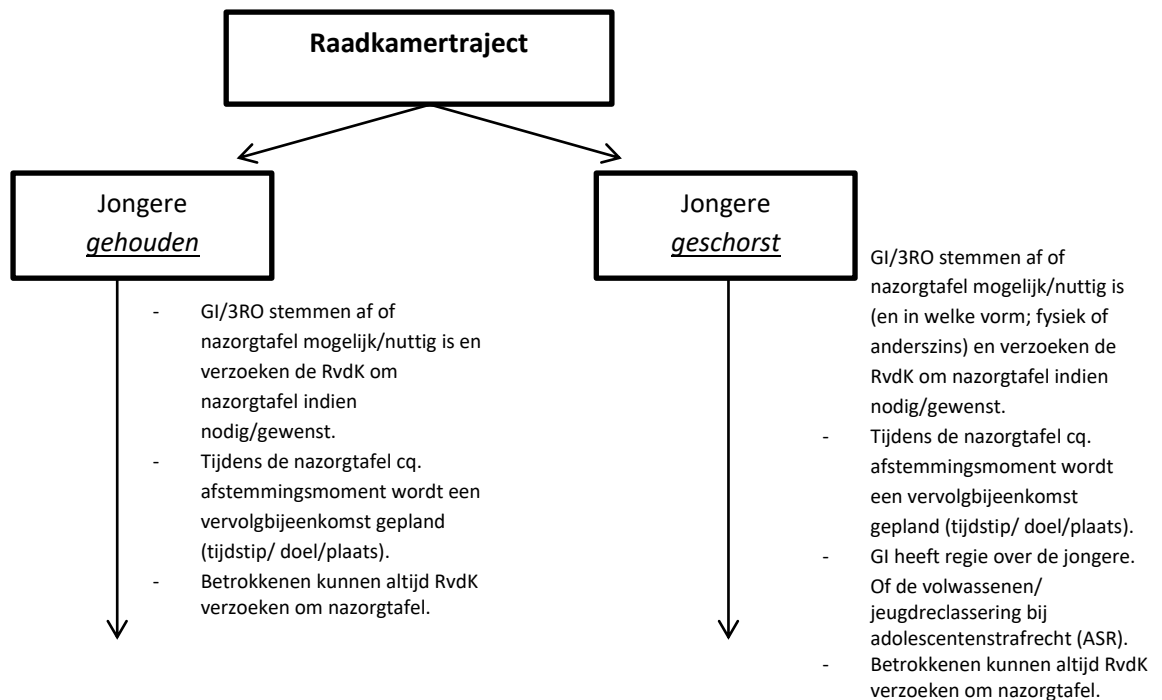 Raadkamertraject
Jongere
gehouden
- GI/3RO stemmen af of
nazorgtafel mogelijk/nuttig is en
verzoeken de RvdK om
nazorgtafel indien
nodig/gewenst.
- Tijdens de nazorgtafel cq.
afstemmingsmoment wordt een
vervolgbijeenkomst gepland
(tijdstip/ doel/plaats).
- Betrokkenen kunnen altijd RvdK
verzoeken om nazorgtafel.
Jongere
geschorst
GI/3RO stemmen af of
nazorgtafel mogelijk/nuttig is
(en in welke vorm; fysiek of
anderszins) en verzoeken de
RvdK om nazorgtafel indien
nodig/gewenst.
- Tijdens de nazorgtafel cq.
afstemmingsmoment wordt
een vervolgbijeenkomst
gepland (tijdstip/ doel/plaats).
- GI heeft regie over de jongere.
Of de volwassenen/
jeugdreclassering bij
adolescentenstrafrecht (ASR).
- Betrokkenen kunnen altijd RvdK
verzoeken om nazorgtafel.